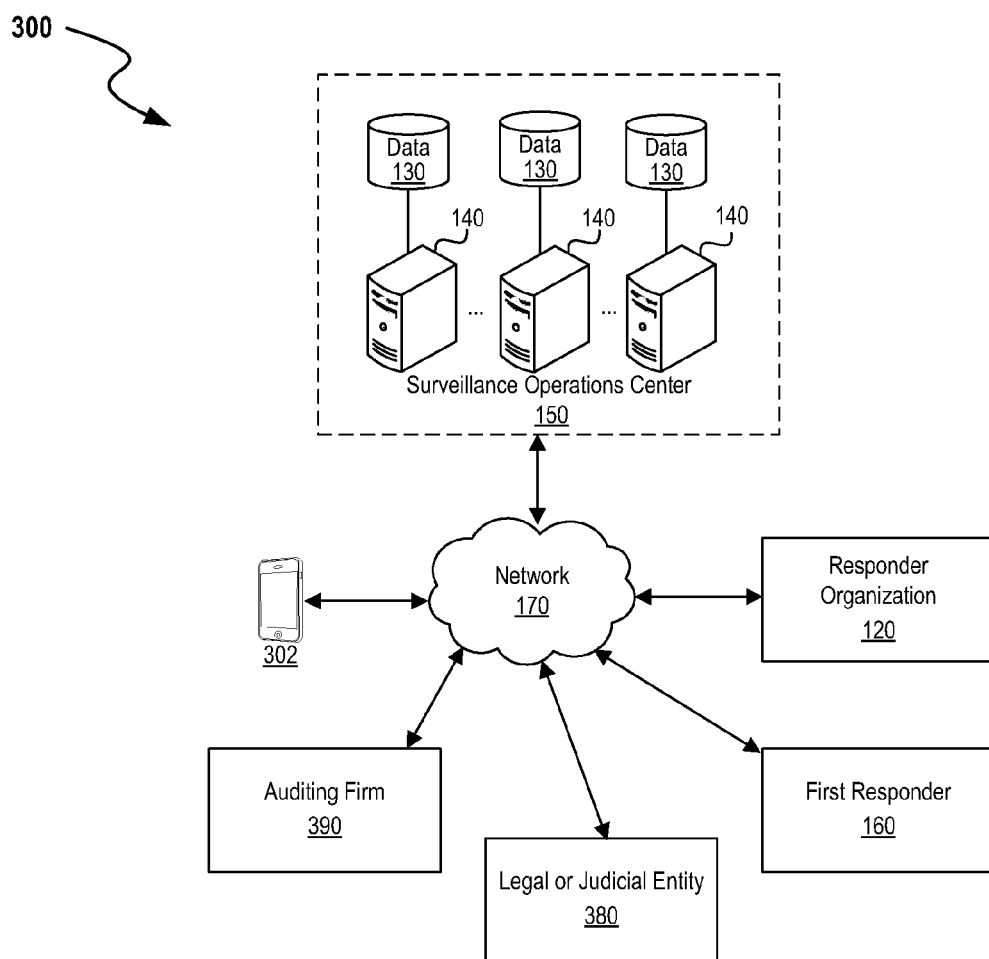 300
Data
130
Data
130
Data
130
140
140
140
...
...
Surveillance Operations Center
150
Network
170
Responder
Organization
120
302
Auditing Firm
390
First Responder
160
Legal or Judicial Entity
380